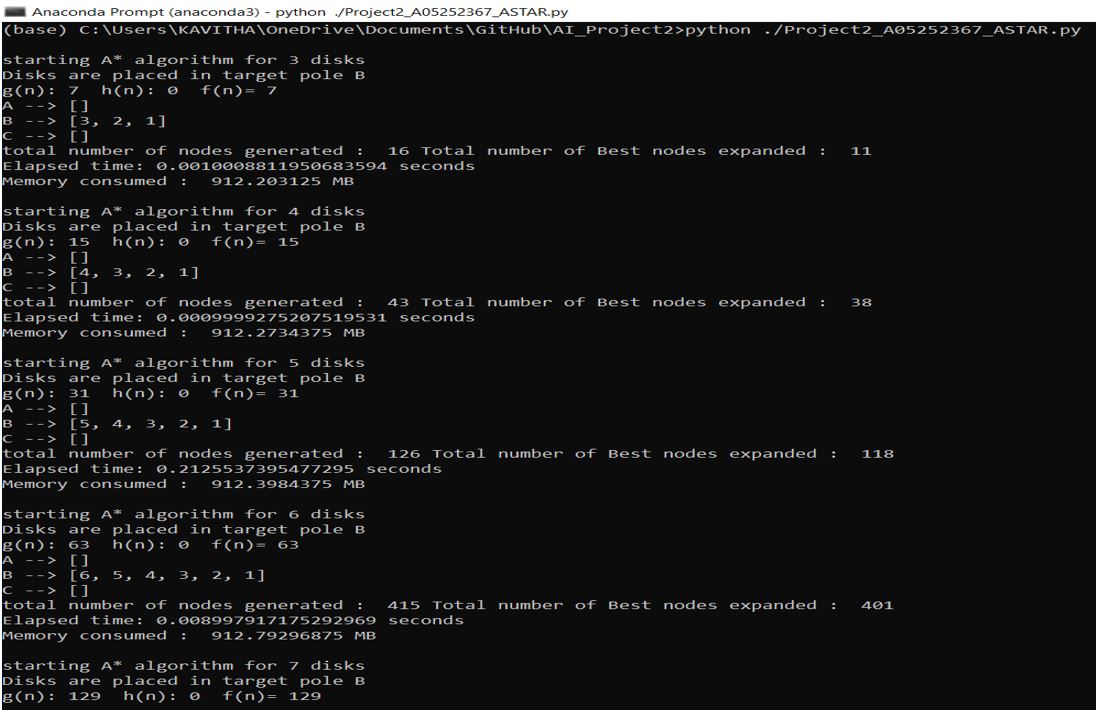 Anaconda Prompt (anaconda3) - python ./Project2_A05252367_ASTAR.py
(base) C:\Users\KAVITHA\OneDrive\Documents\GitHub\AI_Project2>python ./Project2_A05252367_ASTAR.py
starting A* algorithm for 3 disks
Disks are placed in target pole B
g(n): 7  h(n): 0  f(n)= 7
A --> []
B --> [3, 2, 1]
C --> []
total number of nodes generated :  16 Total number of Best nodes expanded :  11
Elapsed time: 0.0010008811950683594 seconds
Memory consumed :  912.203125 MB
starting A* algorithm for 4 disks
Disks are placed in target pole B
g(n): 15  h(n): 0  f(n)= 15
A --> []
B --> [4, 3, 2, 1]
C --> []
total number of nodes generated :  43 Total number of Best nodes expanded :  38
Elapsed time: 0.0009999275207519531 seconds
Memory consumed :  912.2734375 MB
starting A* algorithm for 5 disks
Disks are placed in target pole B
g(n): 31  h(n): 0  f(n)= 31
A --> []
B --> [5, 4, 3, 2, 1]
C --> []
total number of nodes generated :  126 Total number of Best nodes expanded :  118
Elapsed time: 0.2125537395477295 seconds
Memory consumed :  912.3984375 MB
starting A* algorithm for 6 disks
Disks are placed in target pole B
g(n): 63  h(n): 0  f(n)= 63
A --> []
B --> [6, 5, 4, 3, 2, 1]
C --> []
total number of nodes generated :  415 Total number of Best nodes expanded :  401
Elapsed time: 0.008997917175292969 seconds
Memory consumed :  912.79296875 MB
starting A* algorithm for 7 disks
Disks are placed in target pole B
g(n): 129  h(n): 0  f(n)= 129